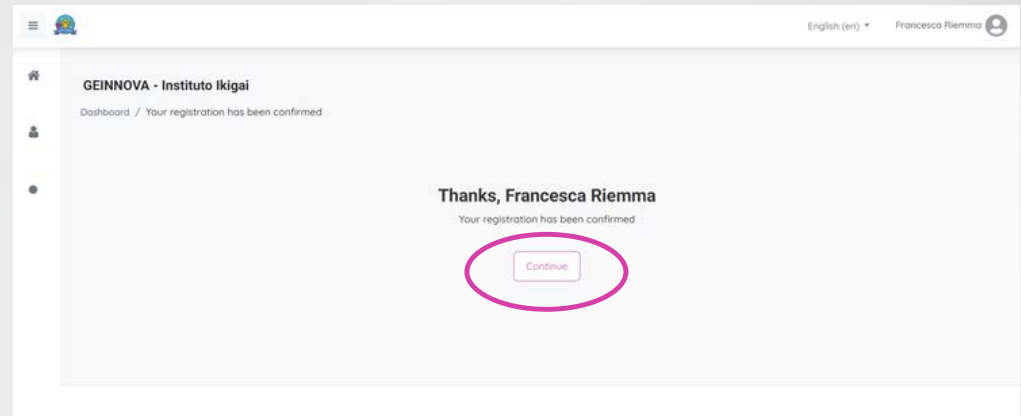 English (en)
Francesca Riemma
GEINNOVA - Instituto Ikigai
Dashboard / Your registration has been confirmed
Thanks, Francesca Riemma
Your registration has been confirmed
Continue